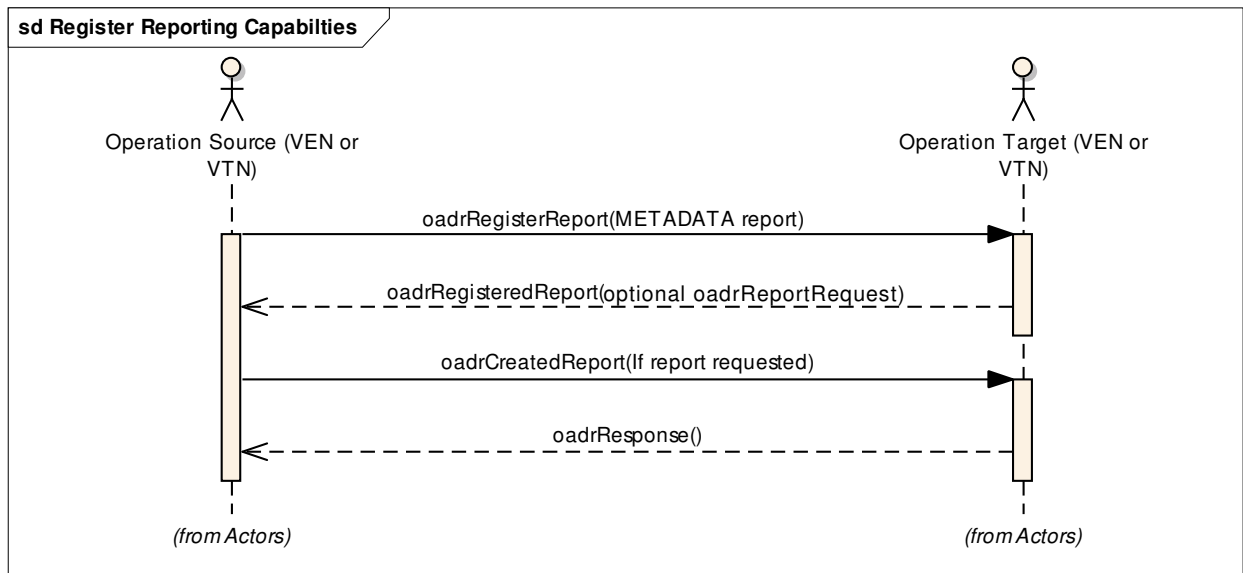 sd Register Reporting Capabilties
Operation Source (VEN or
VTN)
Operation Target (VEN or
VTN)
oadrRegisterReport(METADATA report)
oadrRegisteredReport(optional oadrReportRequest)
oadrCreatedReport(If report requested)
oadrResponse()
(from Actors)
(from Actors)